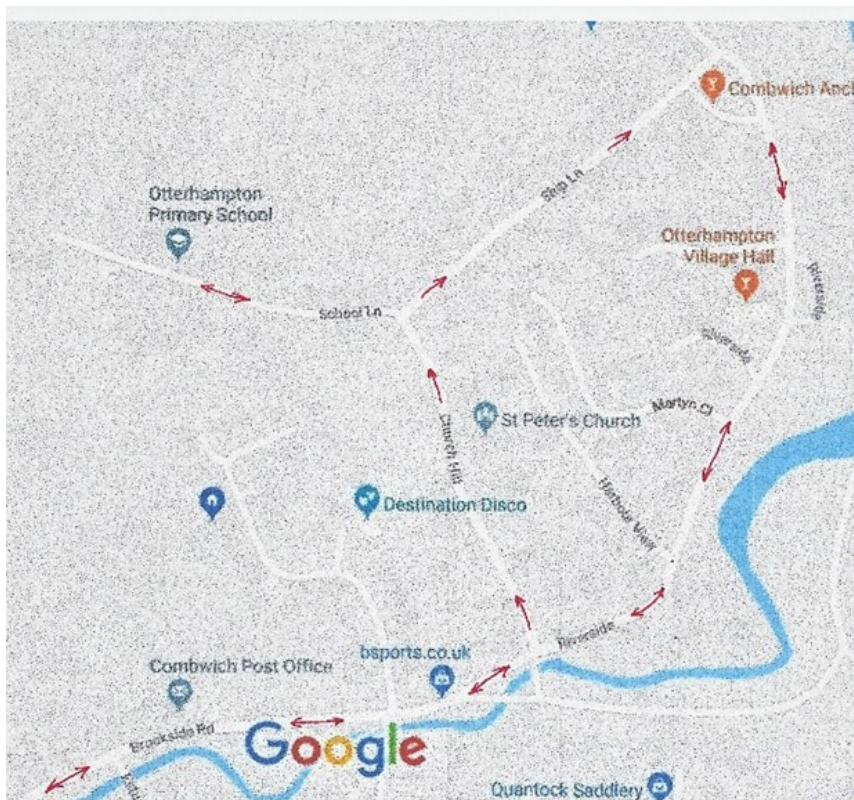 Combwich Anch
Ship Ln
Otterhampton
Primary School
Otterhampton
Village Hall
Riverside
School Ln
Riverside
Martyn Cl
St Peter's Church
Church Hill
Harbour View
Destination Disco
Riverside
bsports.co.uk
Combwich Post Office
Brookside Rd
Google
Quantock Saddlery